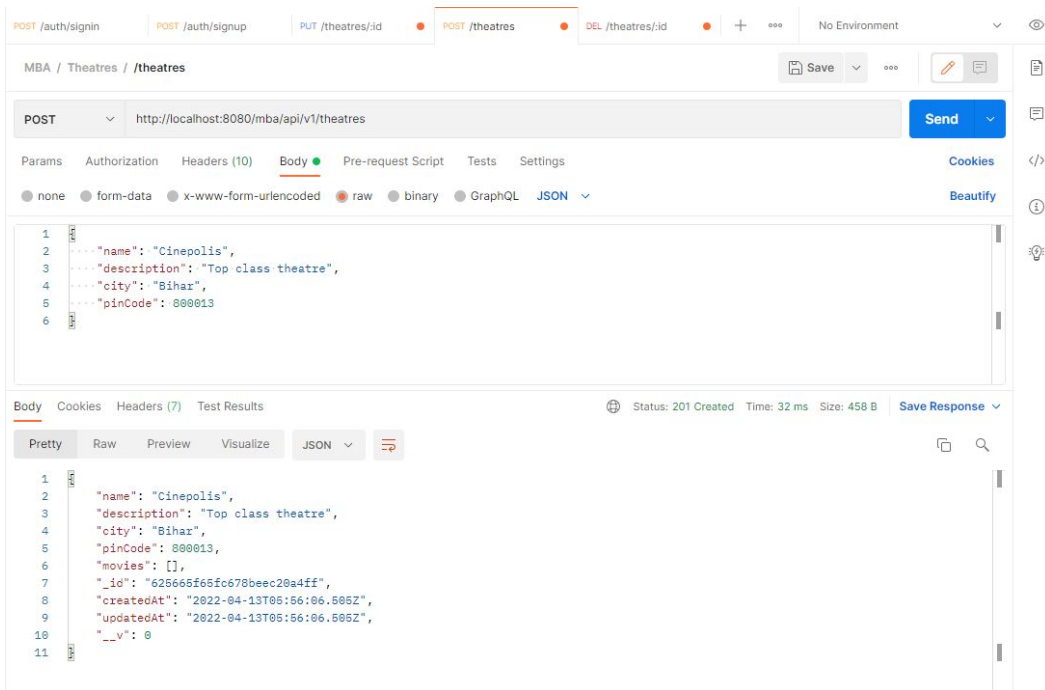 POST /auth/signin POST /auth/signup PUT /theatres/:id POST /theatres DEL /theatres/:id No Environment
MBA / Theatres / /theatres Save
POST http://localhost:8080/mba/api/v1/theatres Send
Params Authorization Headers (10) Body Pre-request Script Tests Settings Cookies
none form-data x-www-form-urlencoded raw binary GraphQL JSON Beautify
1 {
2 "name": "Cinepolis",
3 "description": "Top class theatre",
4 "city": "Bihar",
5 "pinCode": 800013
6 }
Body Cookies Headers (7) Test Results Status: 201 Created Time: 32 ms Size: 458 B Save Response
Pretty Raw Preview Visualize JSON
1 {
2 "name": "Cinepolis",
3 "description": "Top class theatre",
4 "city": "Bihar",
5 "pinCode": 800013,
6 "movies": [],
7 "_id": "625665f65fc678beec20a4ff",
8 "createdAt": "2022-04-13T05:56:06.505Z",
9 "updatedAt": "2022-04-13T05:56:06.505Z",
10 "__v": 0
11 }